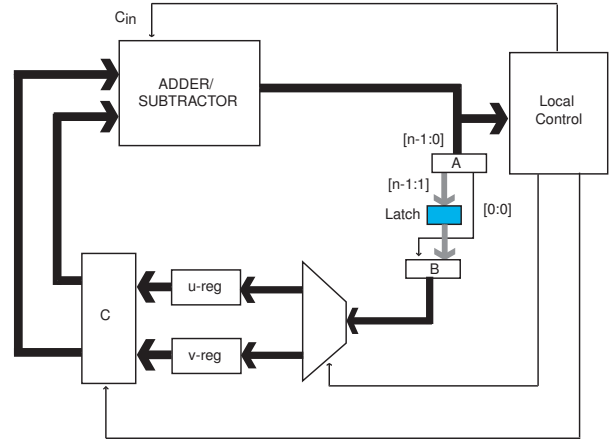 Cin
ADDER/
SUBTRACTOR
Local
Control
[n-1:0]
A
[n-1:1]
[0:0]
Latch
B
u-reg
C
v-reg